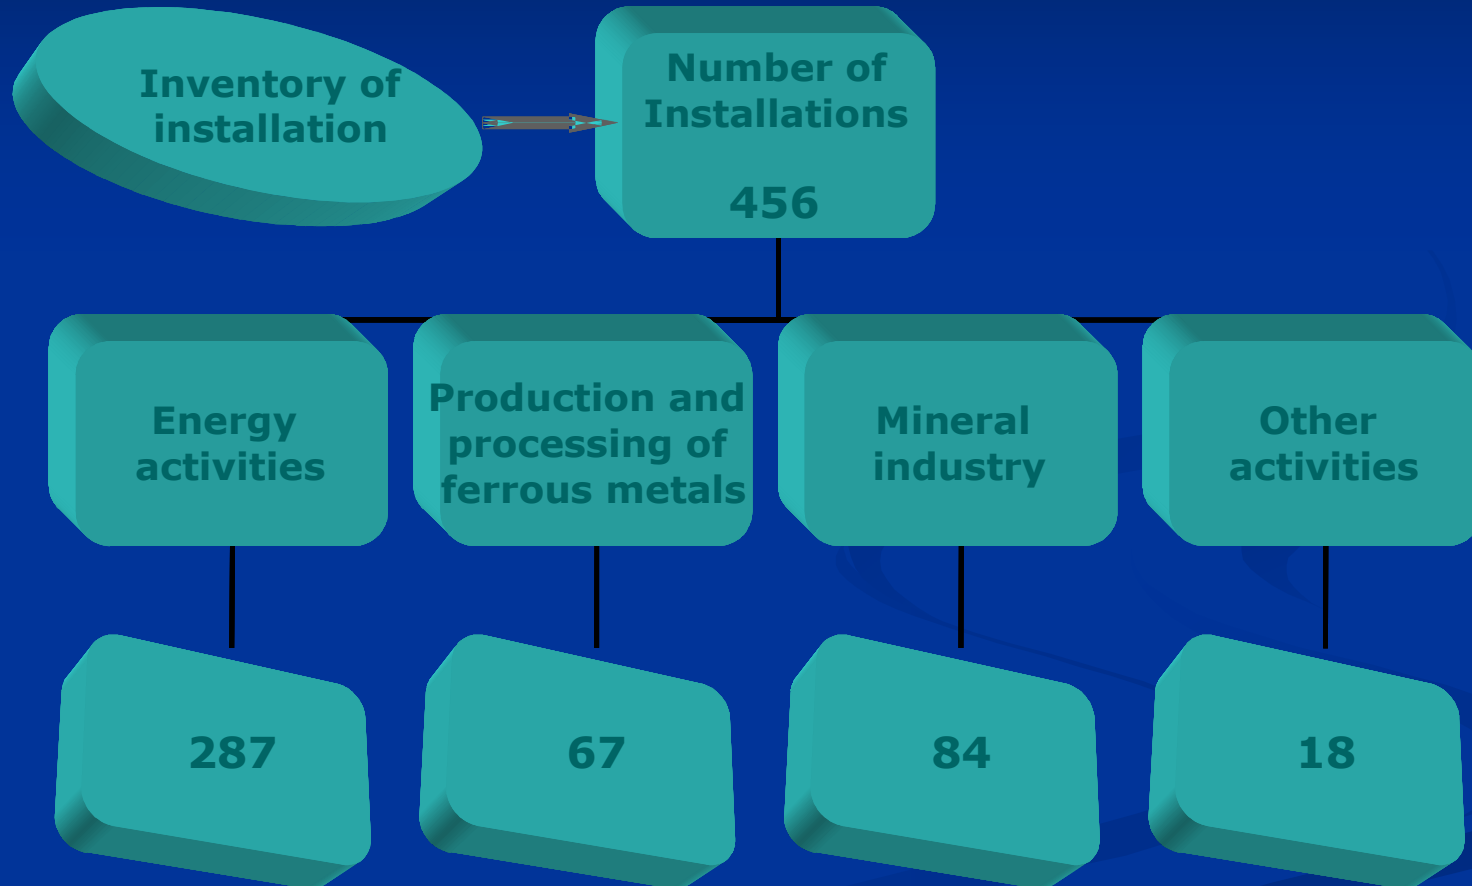 Inventory of
installation
Number of
Installations
456
Energy
activities
Production and
processing of
ferrous metals
Mineral
industry
Other
activities
287
67
84
18